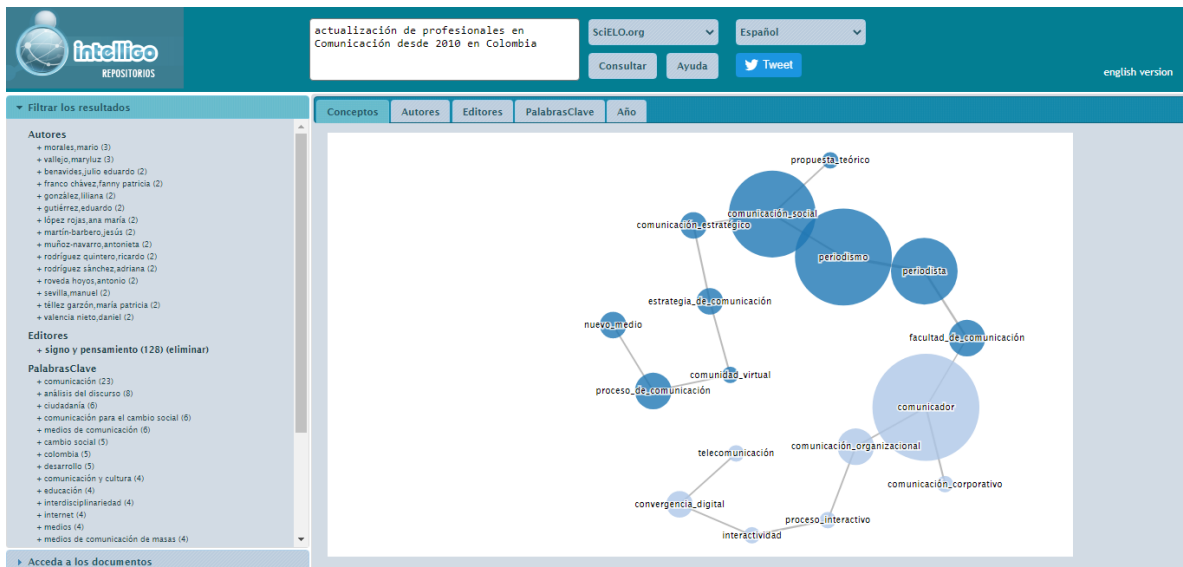 intelligo
REPOSITORIOS
actualización de profesionales en
Comunicación desde 2010 en Colombia
SciELO.org
Español
Consultar
Ayuda
Tweet
english version
Filtrar los resultados
Autores
+ morales,mario (3)
+ vallejo,maryluz (3)
+ benavides,julio eduardo (2)
+ franco chávez,fanny patricia (2)
+ gonzález,liliana (2)
+ gutiérrez,eduardo (2)
+ lópez rojas,ana maría (2)
+ martín-barbero,jesús (2)
+ muñoz-navarro,antonieta (2)
+ rodríguez quintero,ricardo (2)
+ rodríguez sánchez,adriana (2)
+ roveda hoyos,antonio (2)
+ sevilla,manuel (2)
+ téllez garzón,maría patricia (2)
+ valencia nieto,daniel (2)
Editores
+ signo y pensamiento (128) (eliminar)
PalabrasClave
+ comunicación (23)
+ análisis del discurso (8)
+ ciudadanía (6)
+ comunicación para el cambio social (6)
+ medios de comunicación (6)
+ cambio social (5)
+ colombia (5)
+ desarrollo (5)
+ comunicación y cultura (4)
+ educación (4)
+ interdisciplinariedad (4)
+ internet (4)
+ medios (4)
+ medios de comunicación de masas (4)
Acceda a los documentos
Conceptos
Autores
Editores
PalabrasClave
Año
propuesta_teórico
comunicación_social
comunicación_estratégico
periodismo
periodista
estrategia_de_comunicación
nuevo_medio
facultad_de_comunicación
comunidad_virtual
proceso_de_comunicación
comunicador
comunicación_organizacional
telecomunicación
comunicación_corporativo
convergencia_digital
proceso_interactivo
interactividad